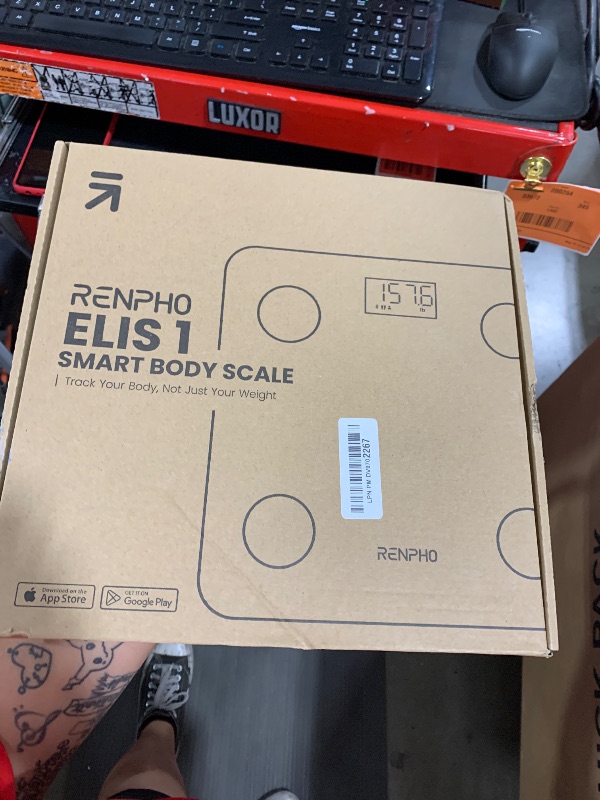 LUXOR
RENPHO
ELIS 1
SMART BODY SCALE
Track Your Body, Not Just Your Weight
157.6
lb
2267
RENPHO
Download on the
App Store
GET IT ON
Google Play